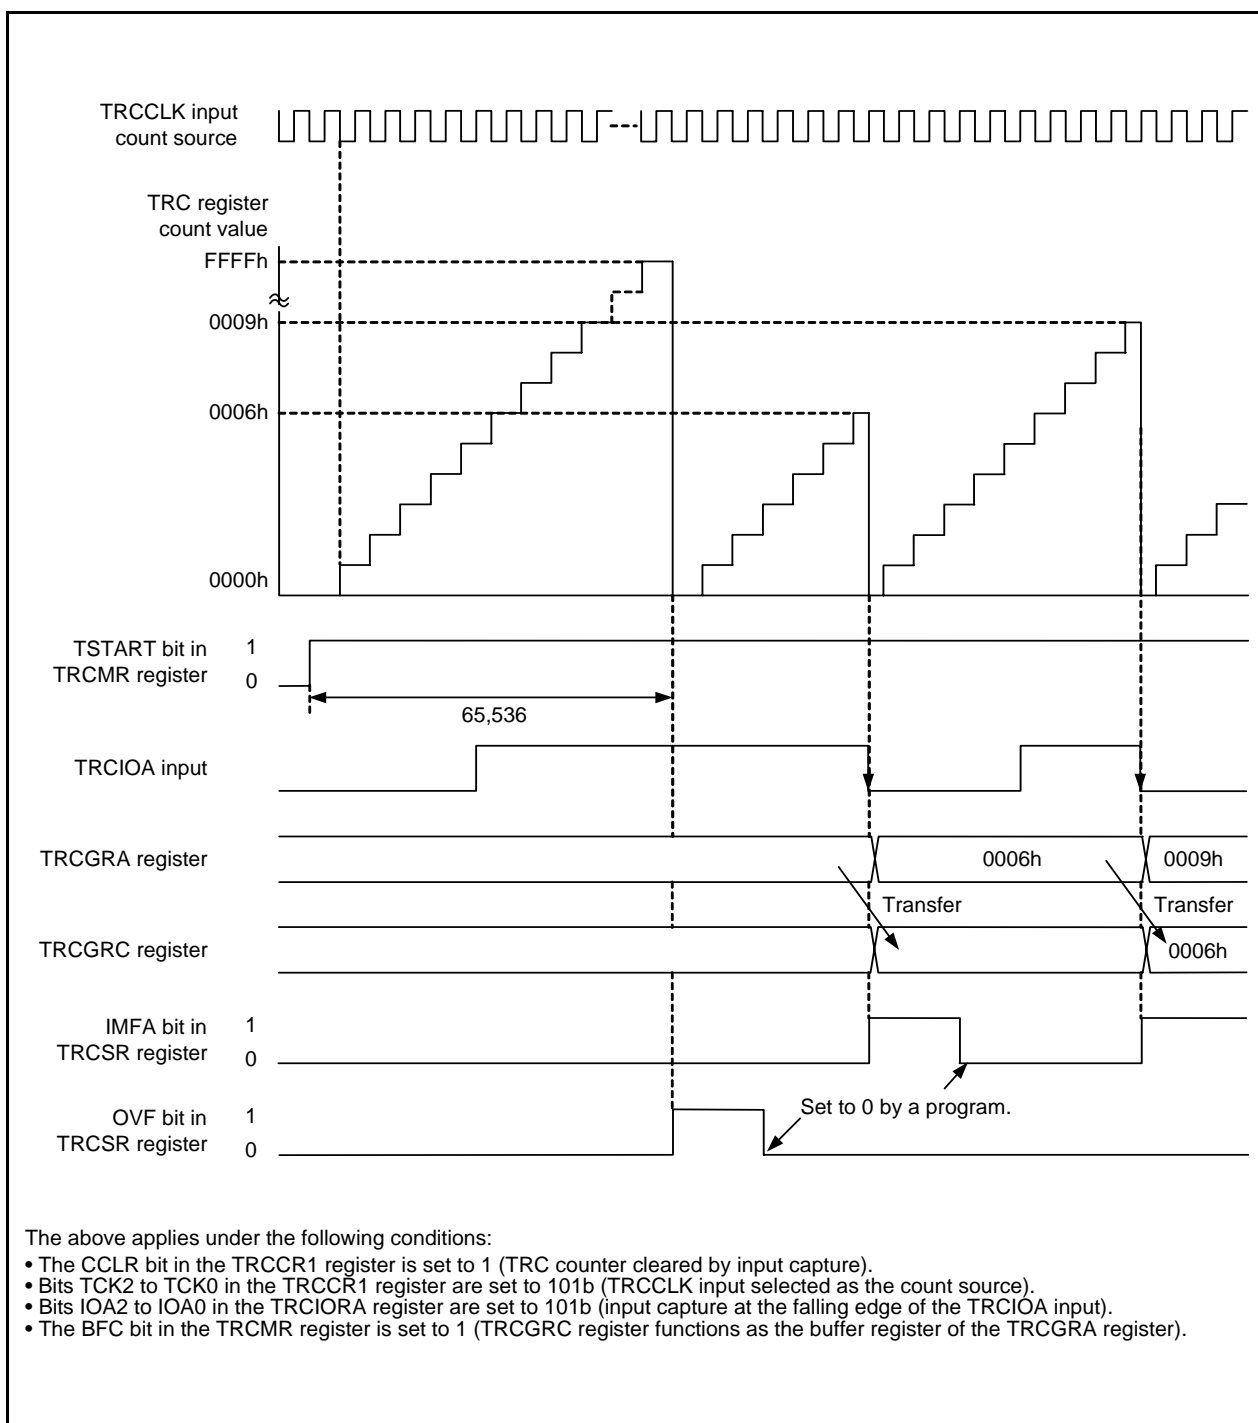 TRCCLK input
count source
TRC register
count value
FFFFh
0009h
0006h
0000h
TSTART bit in
TRCMR register
1
0
65,536
TRCIOA input
TRCGRA register
0006h
0009h
Transfer
Transfer
TRCGRC register
0006h
IMFA bit in
TRCSR register
1
0
Set to 0 by a program.
OVF bit in
TRCSR register
1
0
The above applies under the following conditions:
• The CCLR bit in the TRCCR1 register is set to 1 (TRC counter cleared by input capture).
• Bits TCK2 to TCK0 in the TRCCR1 register are set to 101b (TRCCLK input selected as the count source).
• Bits IOA2 to IOA0 in the TRCIORA register are set to 101b (input capture at the falling edge of the TRCIOA input).
• The BFC bit in the TRCMR register is set to 1 (TRCGRC register functions as the buffer register of the TRCGRA register).